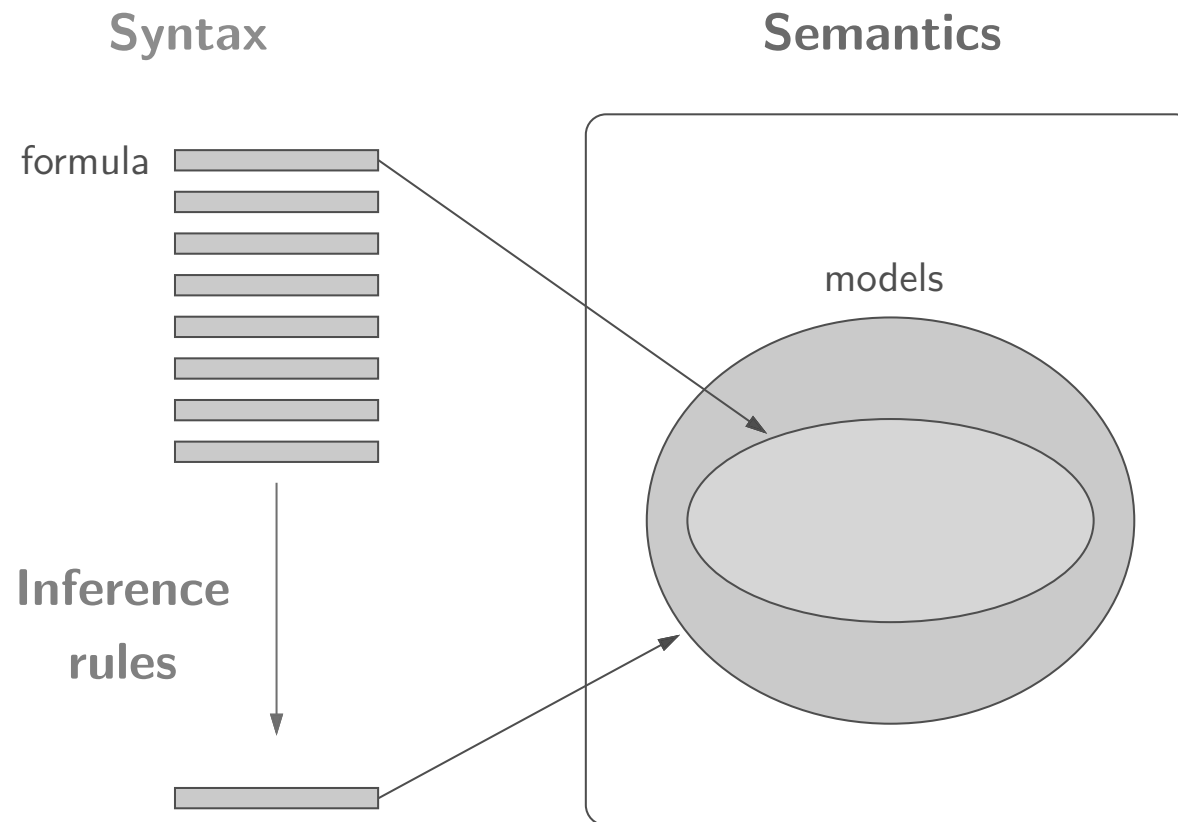 Syntax
Semantics
formula
models
Inference
rules